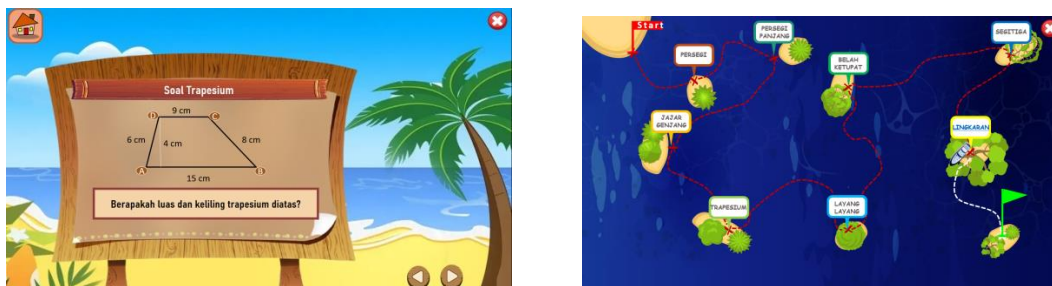 Soal Trapesium
9 cm
D
C
6 cm
4 cm
8 cm
A
B
15 cm
Berapakah luas dan keliling trapesium diatas?
Start
PERSEGI
PERSEGI
PANJANG
BELAH
KETUPAT
SEGITIGA
JAJAR
GENJANG
LINGKARAN
TRAPESIUM
LAYANG
LAYANG